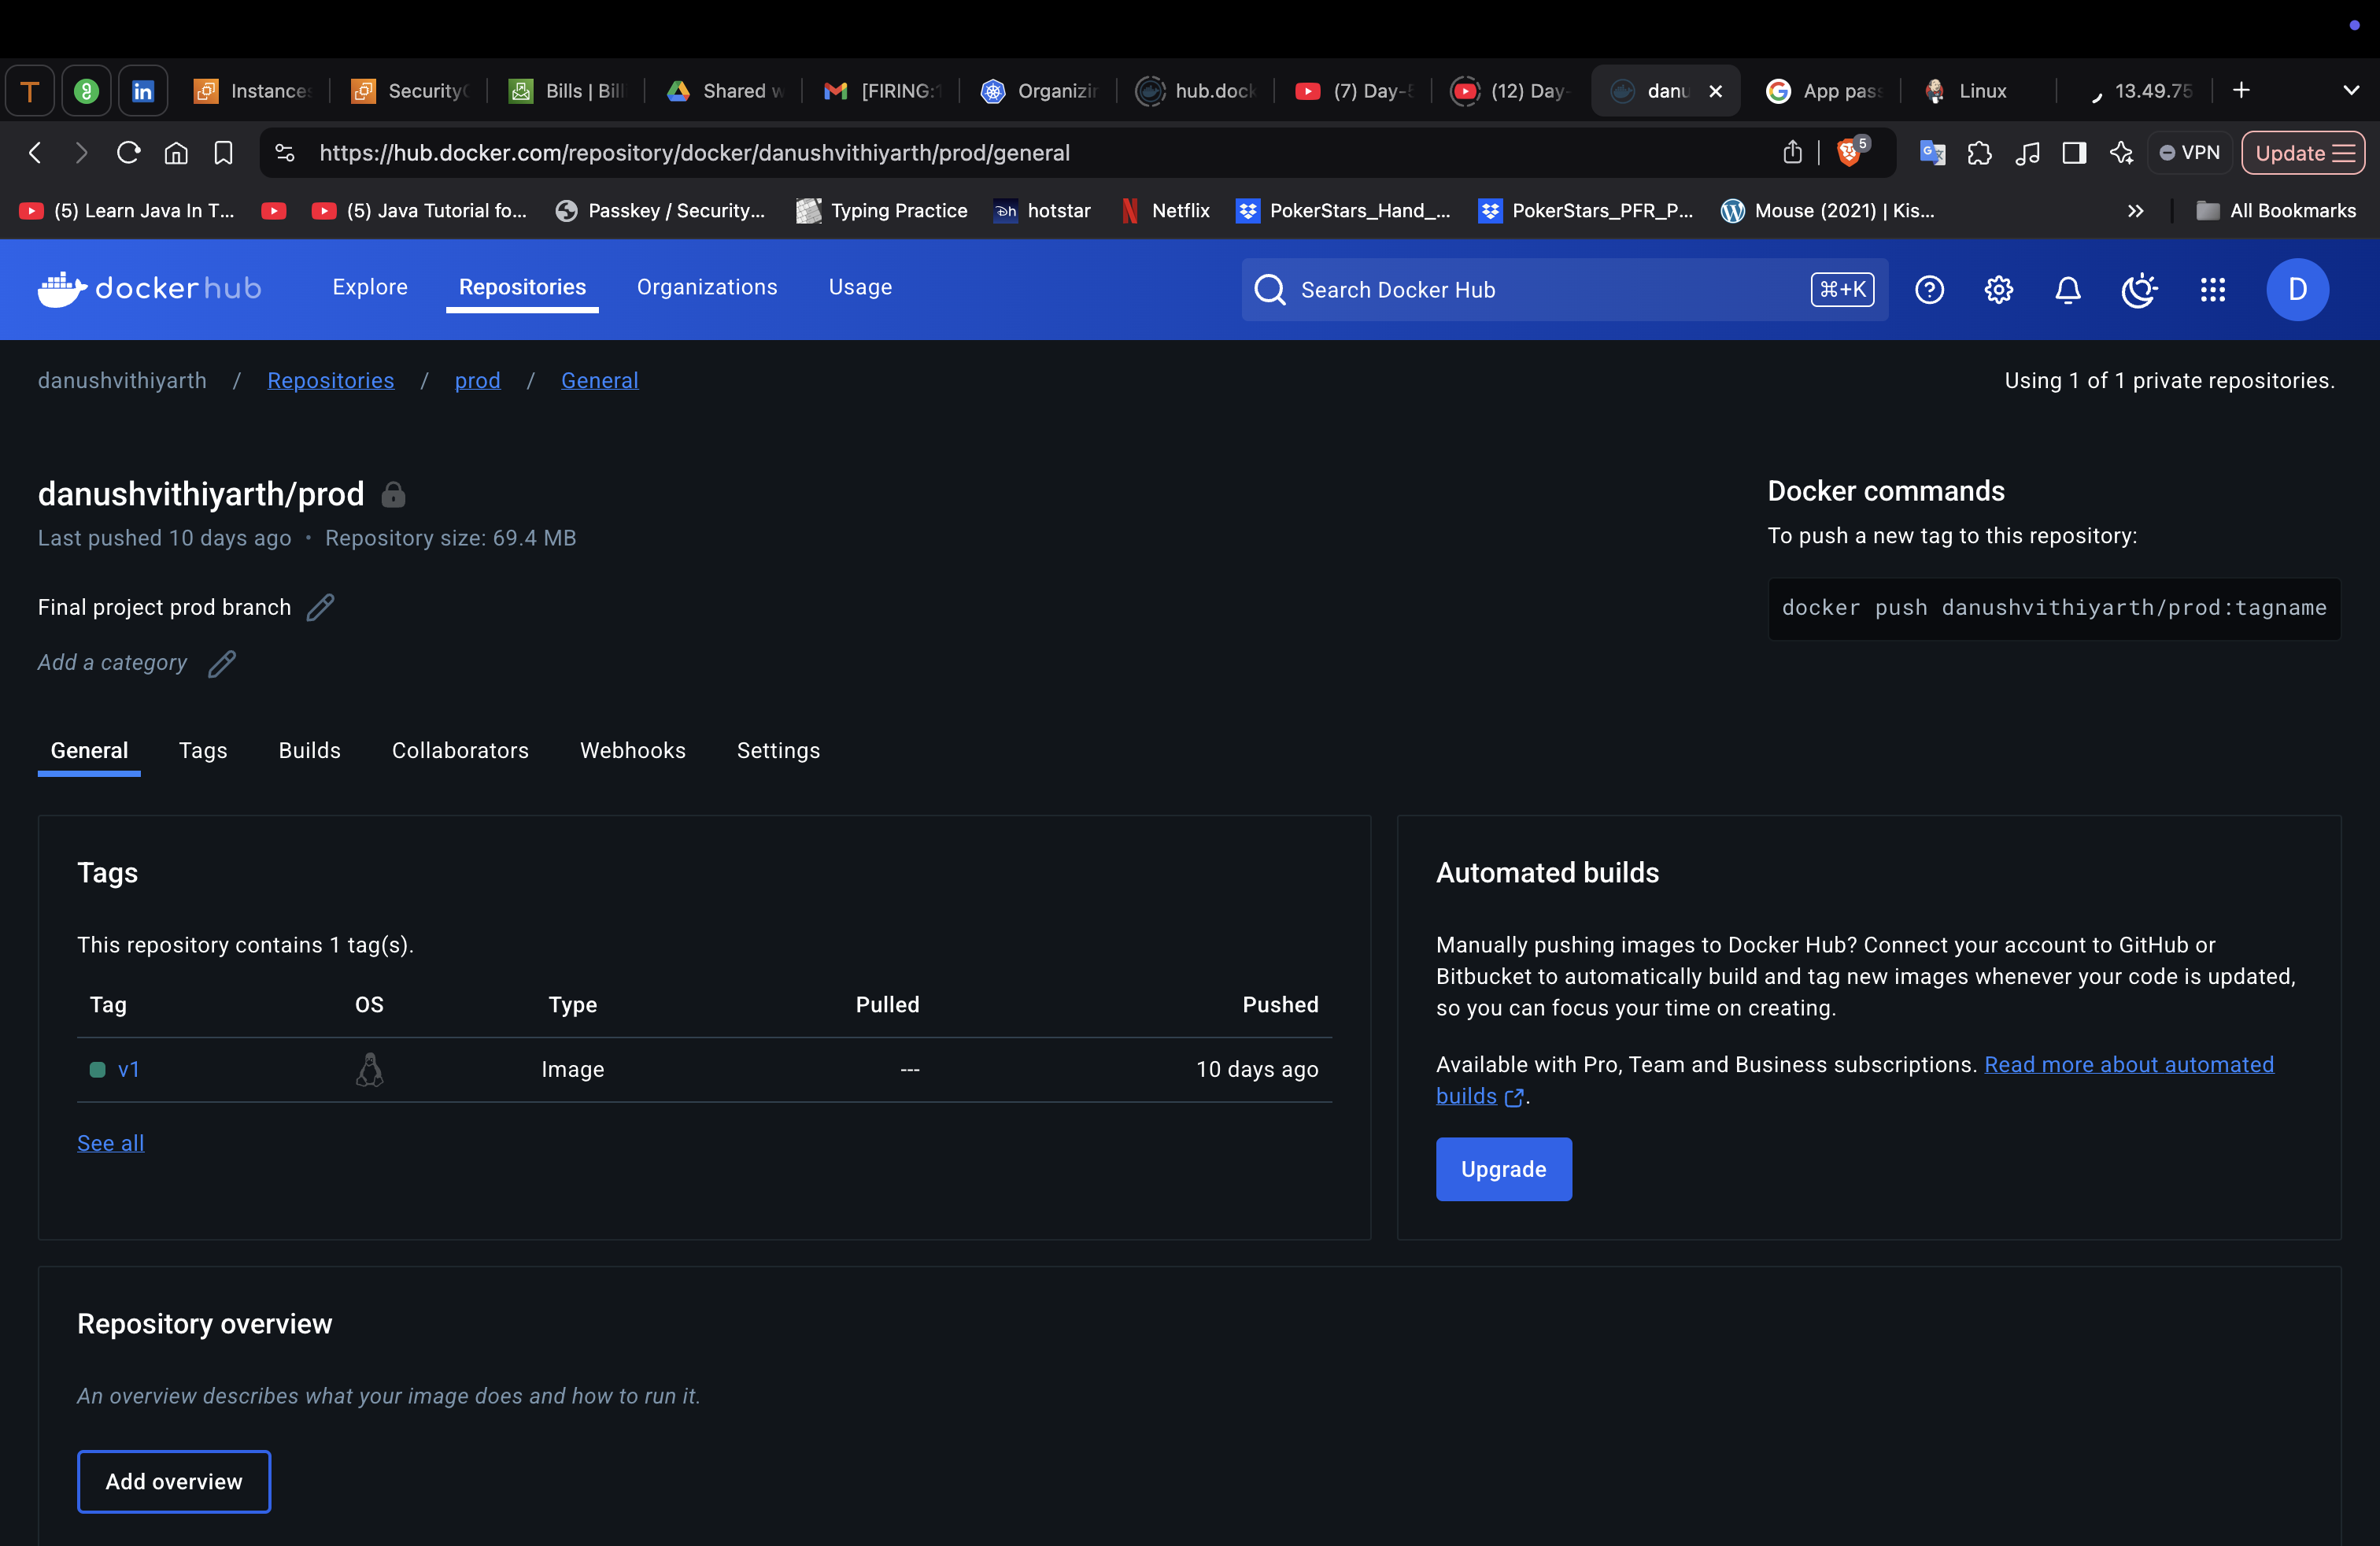 Instances
Security
Bills | Bill
Shared w
[FIRING:1
Organizin
hub.dock
(7) Day-
(12) Day-
danu
App pass
Linux
13.49.75
https://hub.docker.com/repository/docker/danushvithiyarth/prod/general
5
VPN
Update
(5) Learn Java In T...
(5) Java Tutorial fo...
Passkey / Security...
Typing Practice
hotstar
Netflix
PokerStars_Hand_...
PokerStars_PFR_P...
Mouse (2021) | Kis...
All Bookmarks
dockerhub
Explore
Repositories
Organizations
Usage
Search Docker Hub
⌘+K
D
danushvithiyarth / Repositories / prod / General
Using 1 of 1 private repositories.
danushvithiyarth/prod
Last pushed 10 days ago • Repository size: 69.4 MB
Final project prod branch
Add a category
Docker commands
To push a new tag to this repository:
docker push danushvithiyarth/prod:tagname
General
Tags
Builds
Collaborators
Webhooks
Settings
Tags
This repository contains 1 tag(s).
Tag OS Type Pulled Pushed
v1 Image --- 10 days ago
See all
Automated builds
Manually pushing images to Docker Hub? Connect your account to GitHub or
Bitbucket to automatically build and tag new images whenever your code is updated,
so you can focus your time on creating.
Available with Pro, Team and Business subscriptions. Read more about automated
builds .
Upgrade
Repository overview
An overview describes what your image does and how to run it.
Add overview